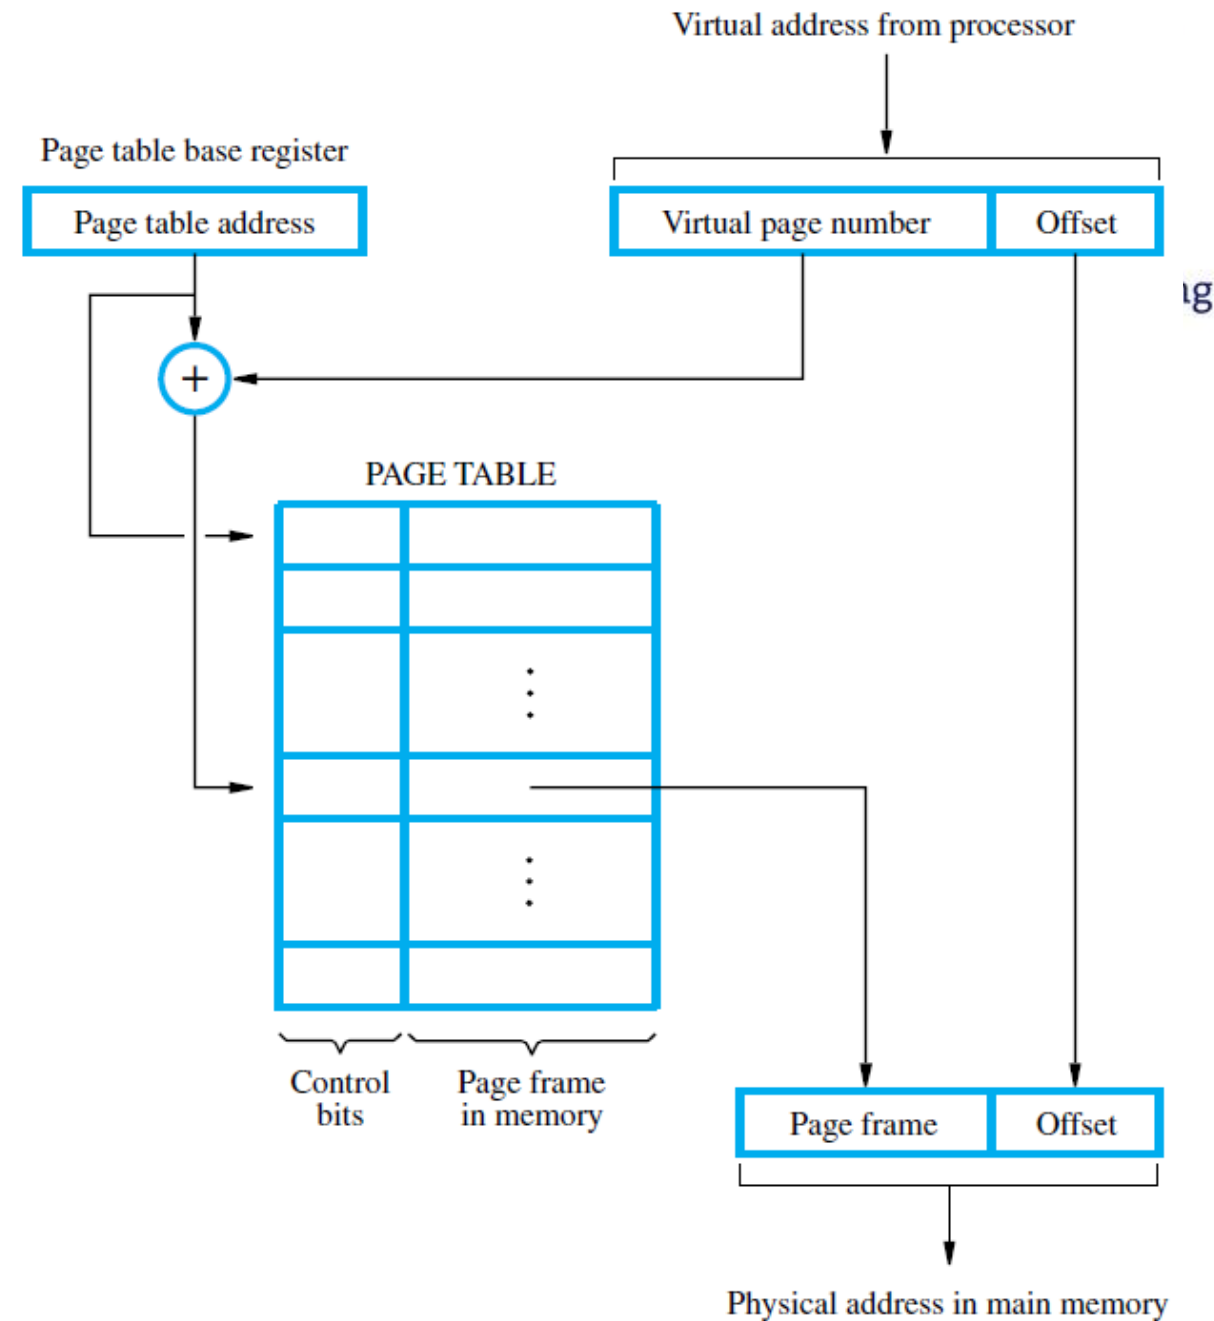 Virtual address from processor
Page table base register
Page table address
Virtual page number
Offset
+
PAGE TABLE
Control
bits
Page frame
in memory
Page frame
Offset
Physical address in main memory